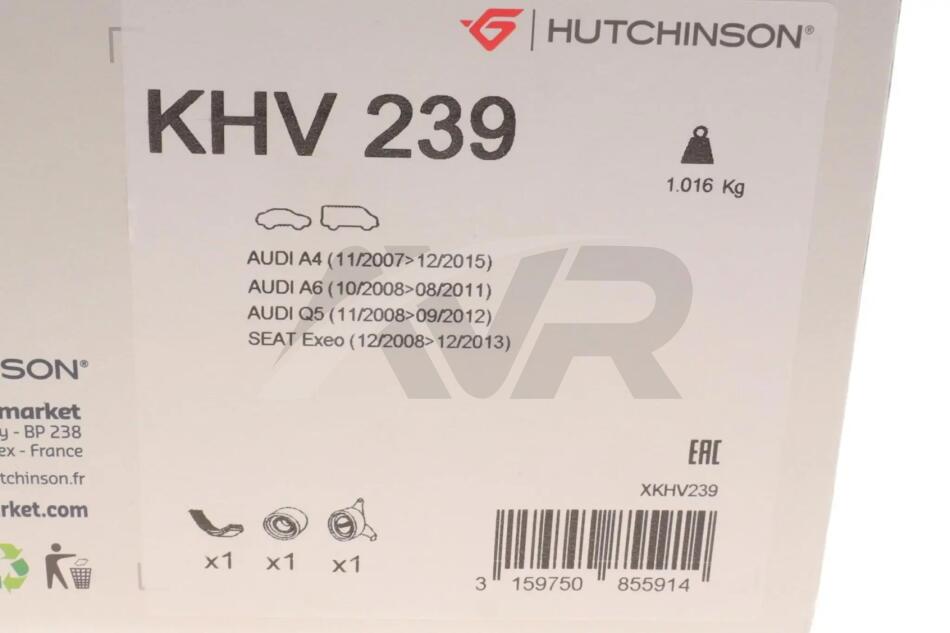 HUTCHINSON®
KHV 239
1.016 Kg
AUDI A4 (11/2007>12/2015)
AUDI A6 (10/2008>08/2011)
AUDI Q5 (11/2008>09/2012)
SEAT Exeo (12/2008>12/2013)
AVR
SON®
market
y - BP 238
ex - France
tchinson.fr
rket.com
EAC
XKHV239
x1 x1 x1
3 159750 855914